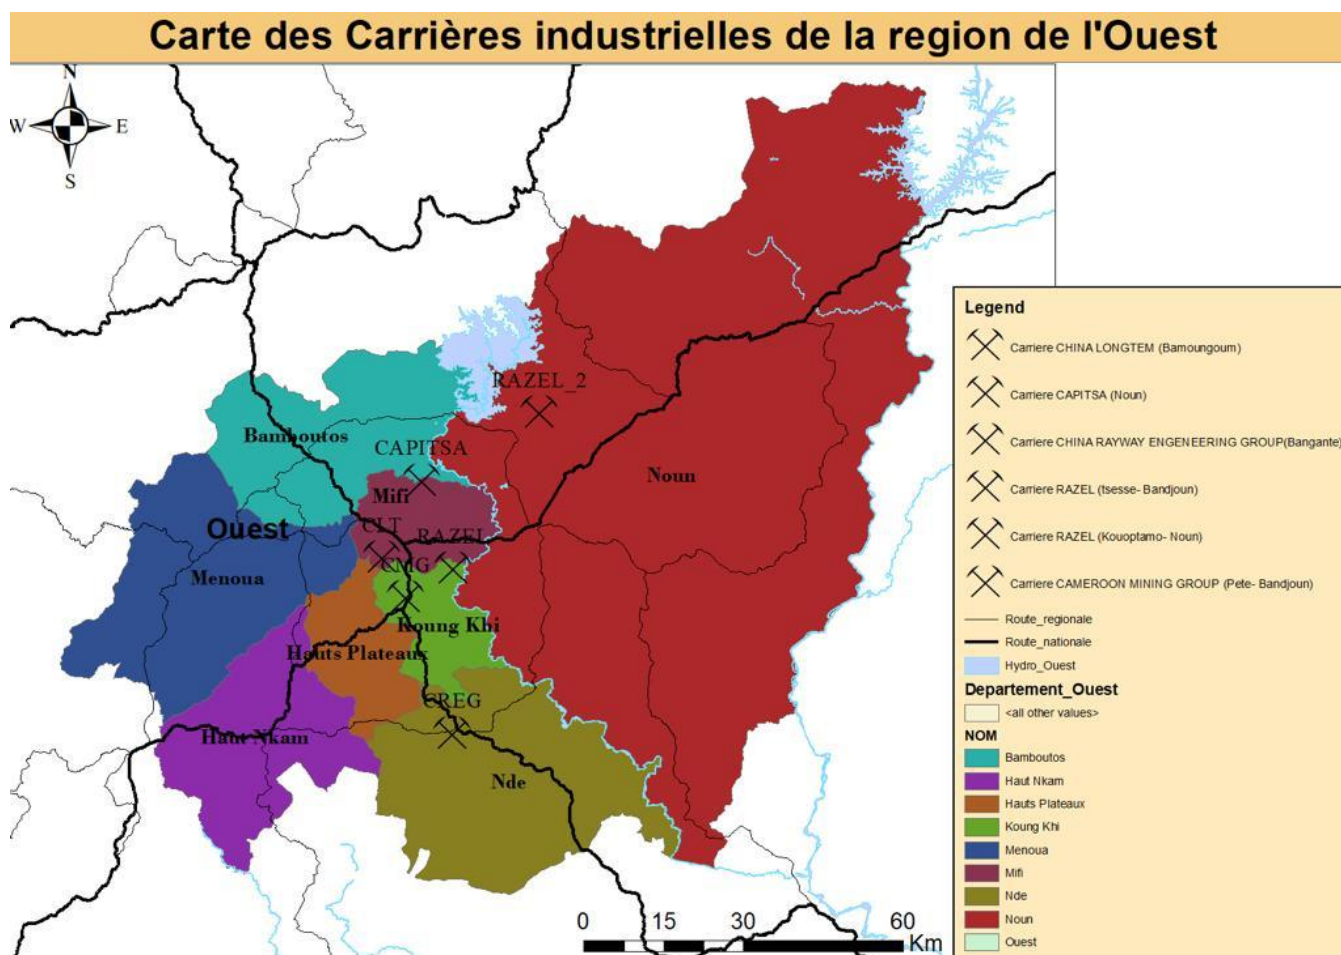 Carte des Carrières industrielles de la region de l'Ouest
N
W E
S
RAZEL_2
Bamboutos
CAPITSA
Noun
Mifi
Ouest
CLT
RAZEL
CMG
Menoua
Koung Khi
Hauts Plateaux
CREG
Haut Nkam
Nde
0 15 30 60
Km
Legend
Carriere CHINA LONGTEM (Bamoungoum)
Carriere CAPITSA (Noun)
Carriere CHINA RAYWAY ENGENEERING GROUP(Bangante)
Carriere RAZEL (tsesse- Bandjoun)
Carriere RAZEL (Kouoptamo- Noun)
Carriere CAMEROON MINING GROUP (Pete- Bandjoun)
Route_regionale
Route_nationale
Hydro_Ouest
Departement_Ouest
<all other values>
NOM
Bamboutos
Haut Nkam
Hauts Plateaux
Koung Khi
Menoua
Mifi
Nde
Noun
Ouest